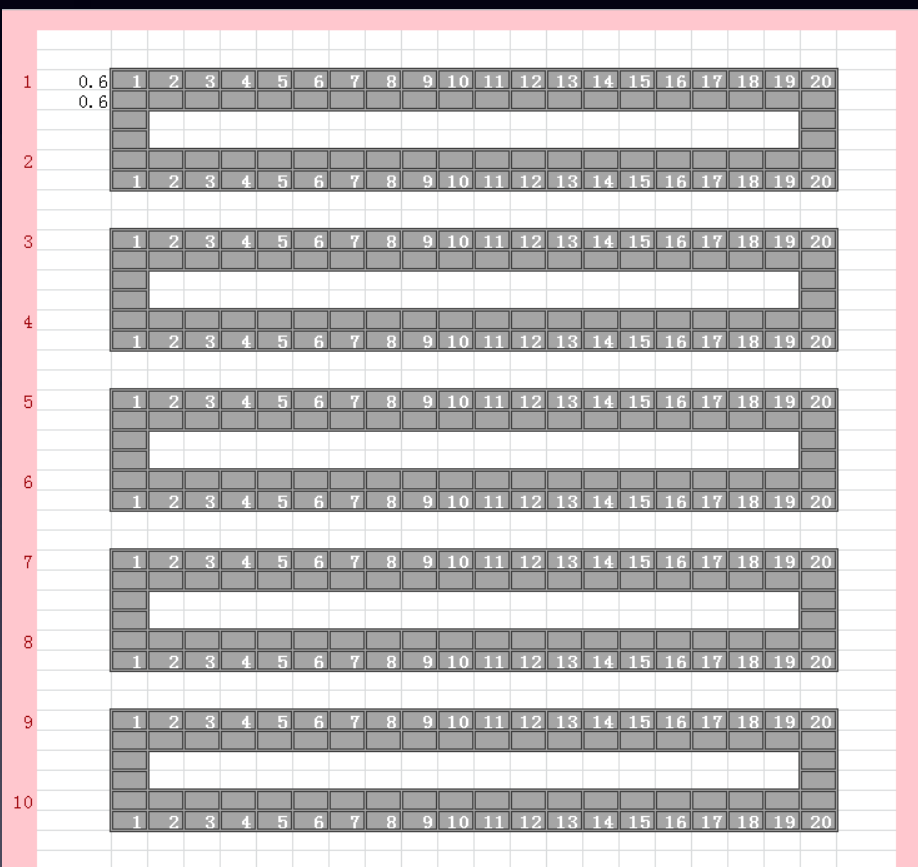 1 0.6 1 2 3 4 5 6 7 8 9 10 11 12 13 14 15 16 17 18 19 20
0.6
2
1 2 3 4 5 6 7 8 9 10 11 12 13 14 15 16 17 18 19 20
3 1 2 3 4 5 6 7 8 9 10 11 12 13 14 15 16 17 18 19 20
4
1 2 3 4 5 6 7 8 9 10 11 12 13 14 15 16 17 18 19 20
5 1 2 3 4 5 6 7 8 9 10 11 12 13 14 15 16 17 18 19 20
6
1 2 3 4 5 6 7 8 9 10 11 12 13 14 15 16 17 18 19 20
7 1 2 3 4 5 6 7 8 9 10 11 12 13 14 15 16 17 18 19 20
8
1 2 3 4 5 6 7 8 9 10 11 12 13 14 15 16 17 18 19 20
9 1 2 3 4 5 6 7 8 9 10 11 12 13 14 15 16 17 18 19 20
10
1 2 3 4 5 6 7 8 9 10 11 12 13 14 15 16 17 18 19 20